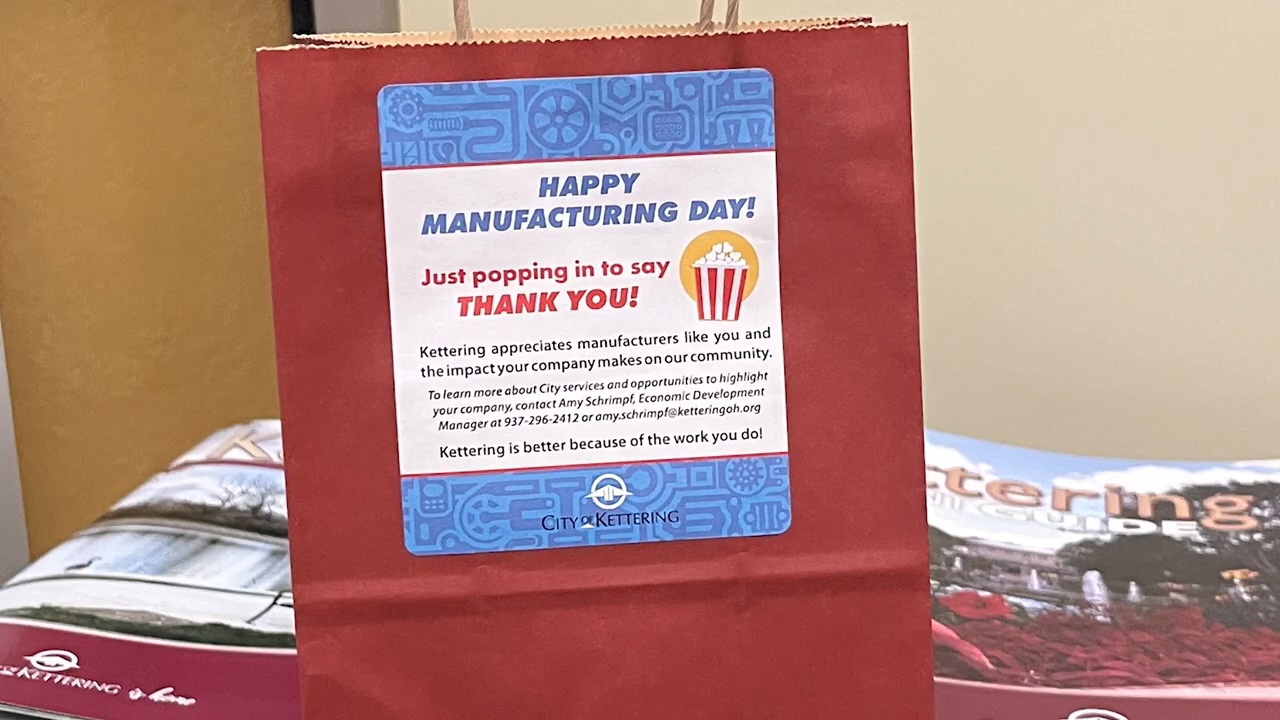 HAPPY
MANUFACTURING DAY!
Just popping in to say
THANK YOU!
Kettering appreciates manufacturers like you and
the impact your company makes on our community.
To learn more about City services and opportunities to highlight
your company, contact Amy Schrimpf, Economic Development
Manager at 937-296-2412 or amy.schrimpf@ketteringoh.org
Kettering is better because of the work you do!
CITY OF KETTERING
K
KETTERING is here
ttering
GUIDE